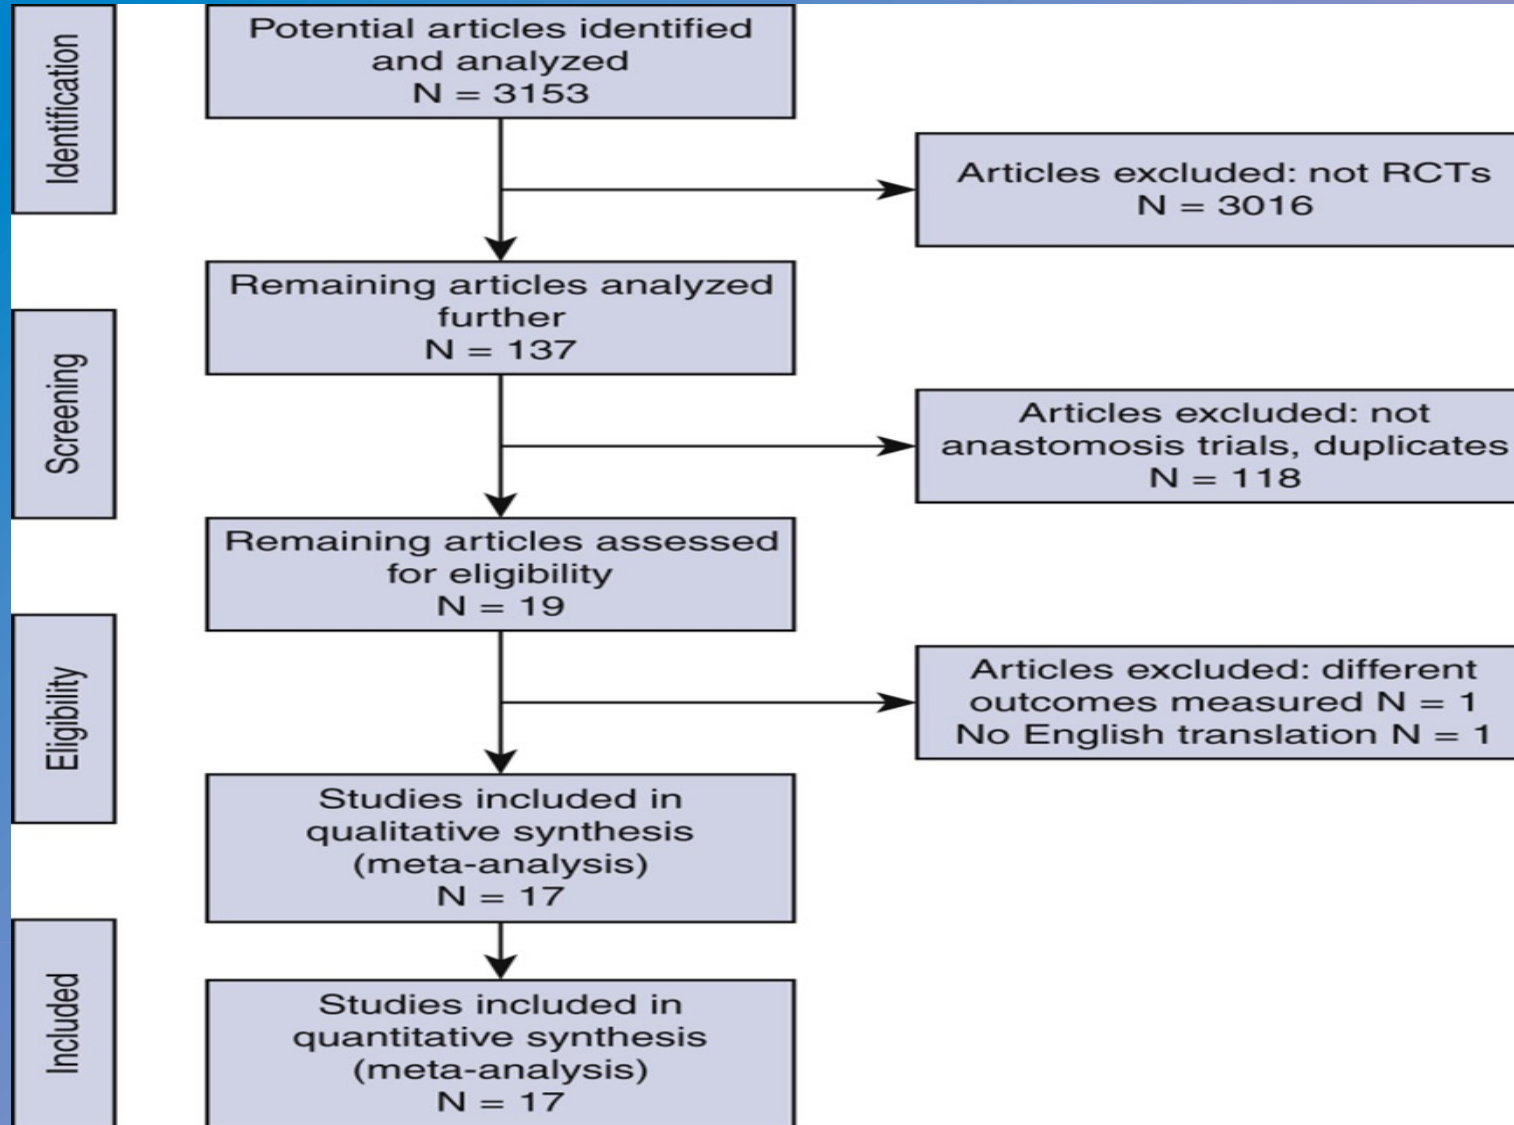 Identification
Potential articles identified
and analyzed
N = 3153
Articles excluded: not RCTs
N = 3016
Screening
Remaining articles analyzed
further
N = 137
Articles excluded: not
anastomosis trials, duplicates
N = 118
Eligibility
Remaining articles assessed
for eligibility
N = 19
Articles excluded: different
outcomes measured N = 1
No English translation N = 1
Studies included in
qualitative synthesis
(meta-analysis)
N = 17
Included
Studies included in
quantitative synthesis
(meta-analysis)
N = 17